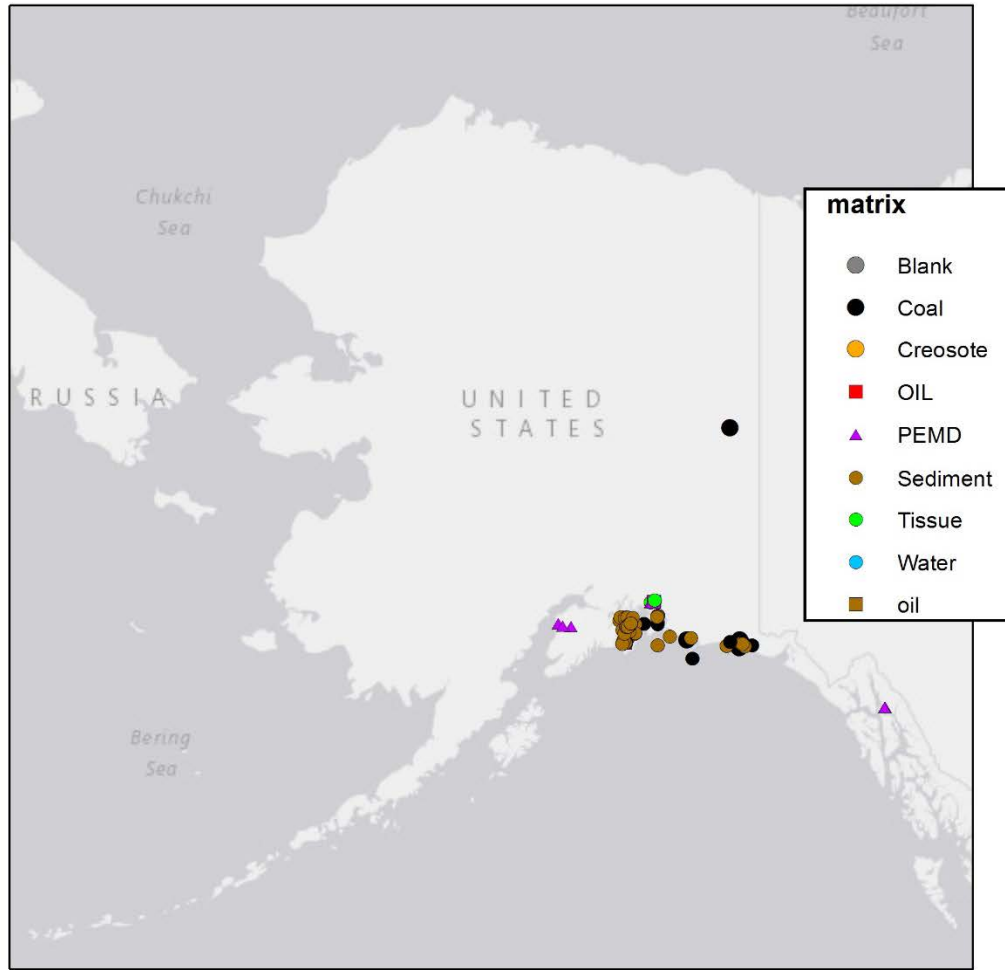 Beaufort
Sea
Chukchi
Sea
RUSSIA
UNITED
STATES
Bering
Sea
matrix
Blank
Coal
Creosote
OIL
PEMD
Sediment
Tissue
Water
oil